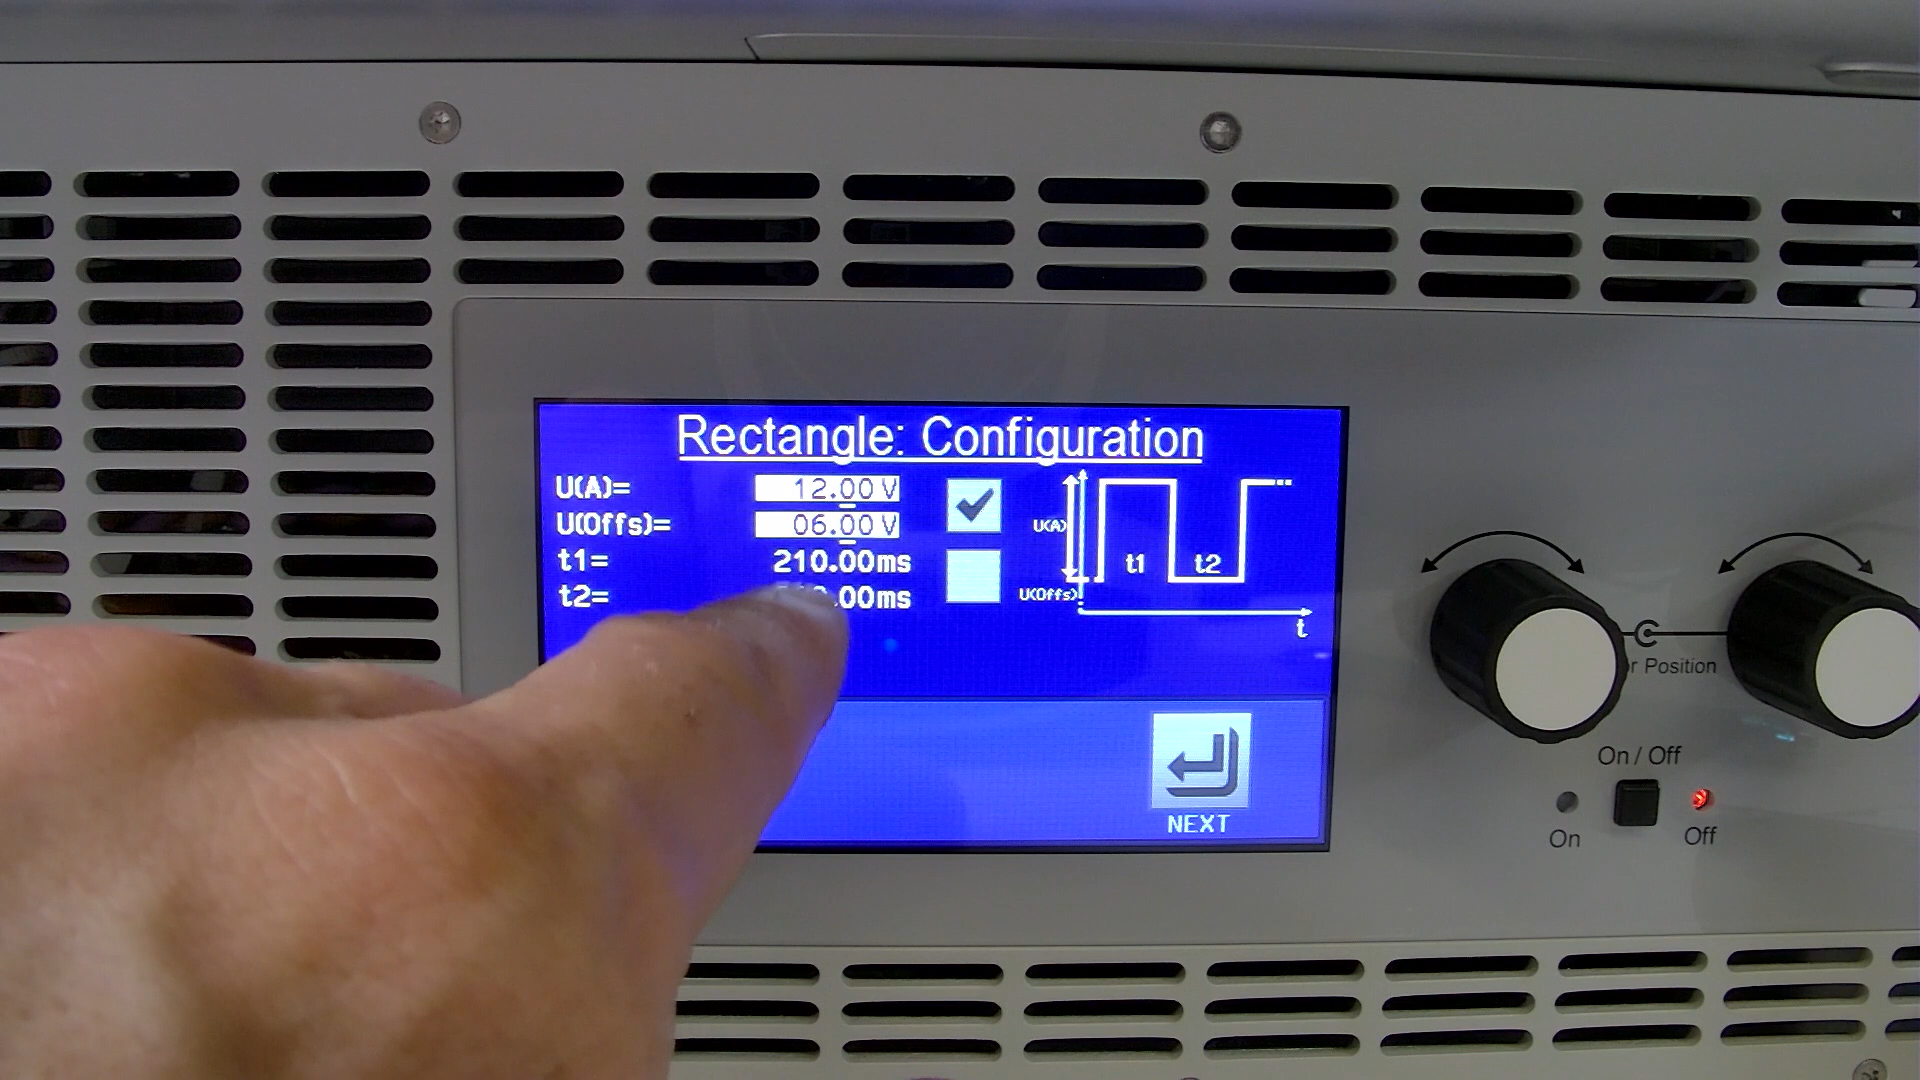 Rectangle: Configuration
U(A)= 12.00 V
U(Offs)= 06.00 V
t1= 210.00ms
t2=
U(A)
t1 t2
U(Offs)
t
NEXT
Position
On / Off
On
Off